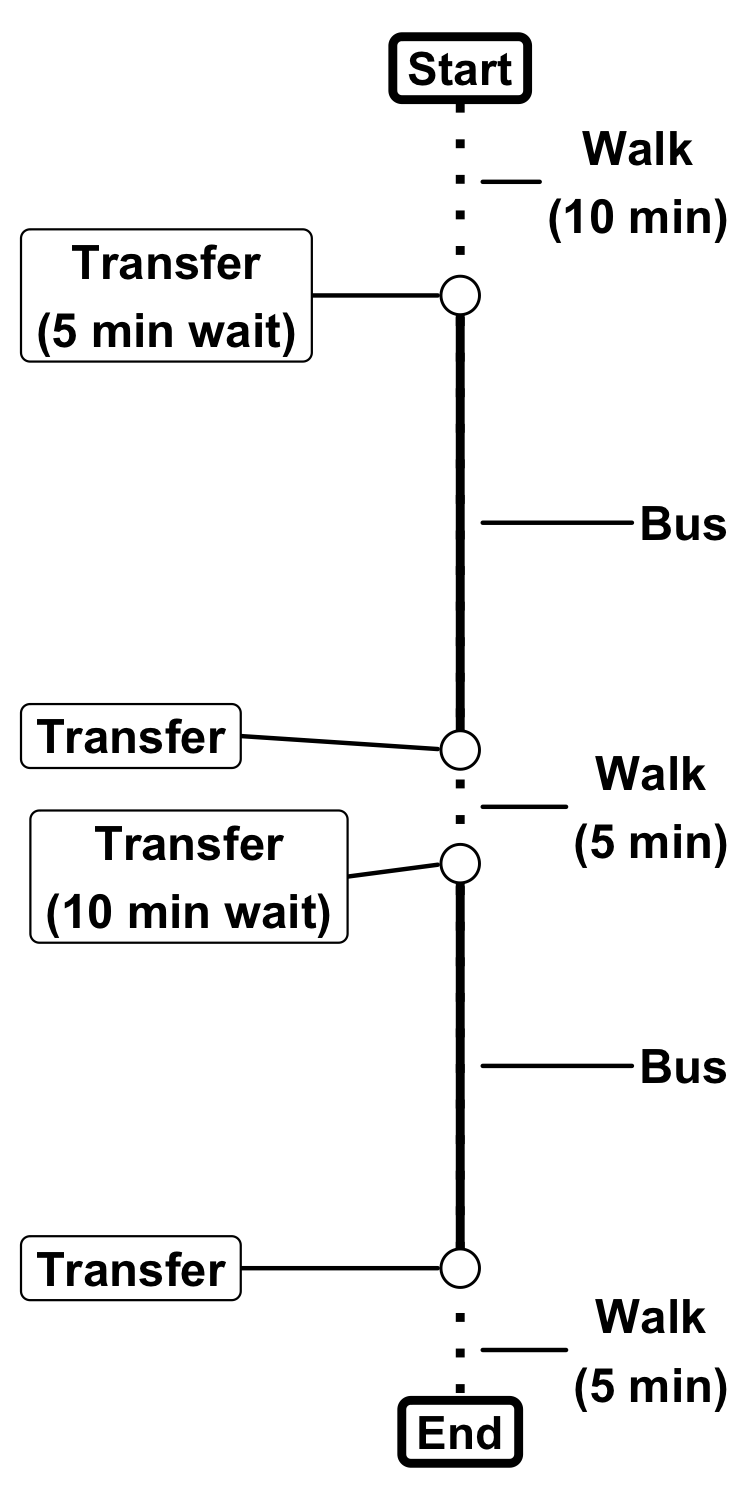 Start
Walk
(10 min)
Transfer
(5 min wait)
Bus
Transfer
Walk
(5 min)
Transfer
(10 min wait)
Bus
Transfer
Walk
(5 min)
End